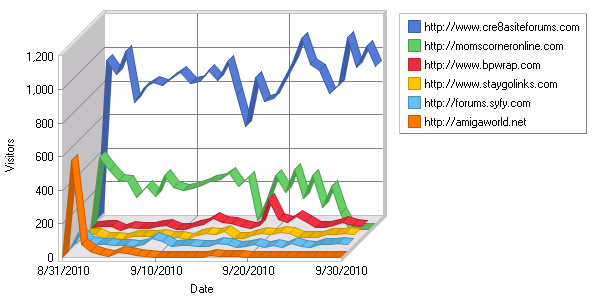 http://www.cre8asiteforums.com
http://momscorneronline.com
http://www.bpwrap.com
http://www.staygolinks.com
http://forums.syfy.com
http://amigaworld.net
1,200
1,000
800
600
400
200
0
Visitors
8/31/2010 9/10/2010 9/20/2010 9/30/2010
Date